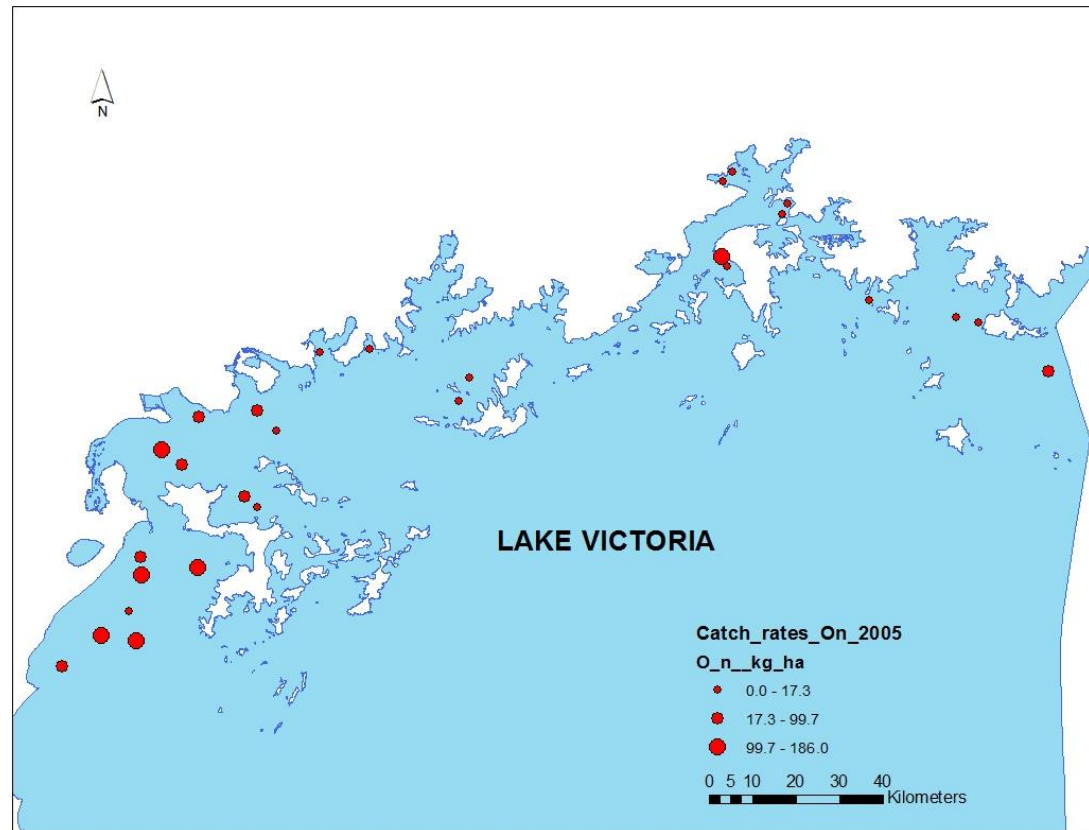 N
LAKE VICTORIA
Catch_rates_On_2005
O_n__kg_ha
0.0 - 17.3
17.3 - 99.7
99.7 - 186.0
0 5 10 20 30 40
Kilometers